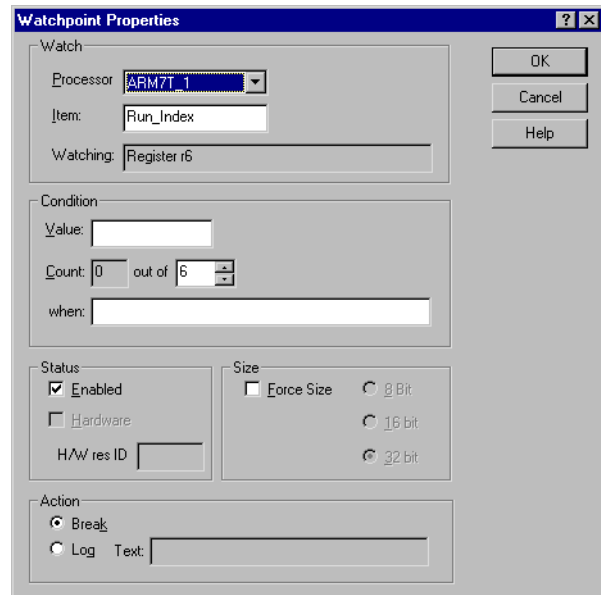 Watchpoint Properties
Watch
Processor ARM7T_1
Item: Run_Index
Watching: Register r6
OK
Cancel
Help
Condition
Value:
Count: 0 out of 6
when:
Status
Enabled
Hardware
H/W res ID
Size
Force Size
8 Bit
16 bit
32 bit
Action
Break
Log Text: